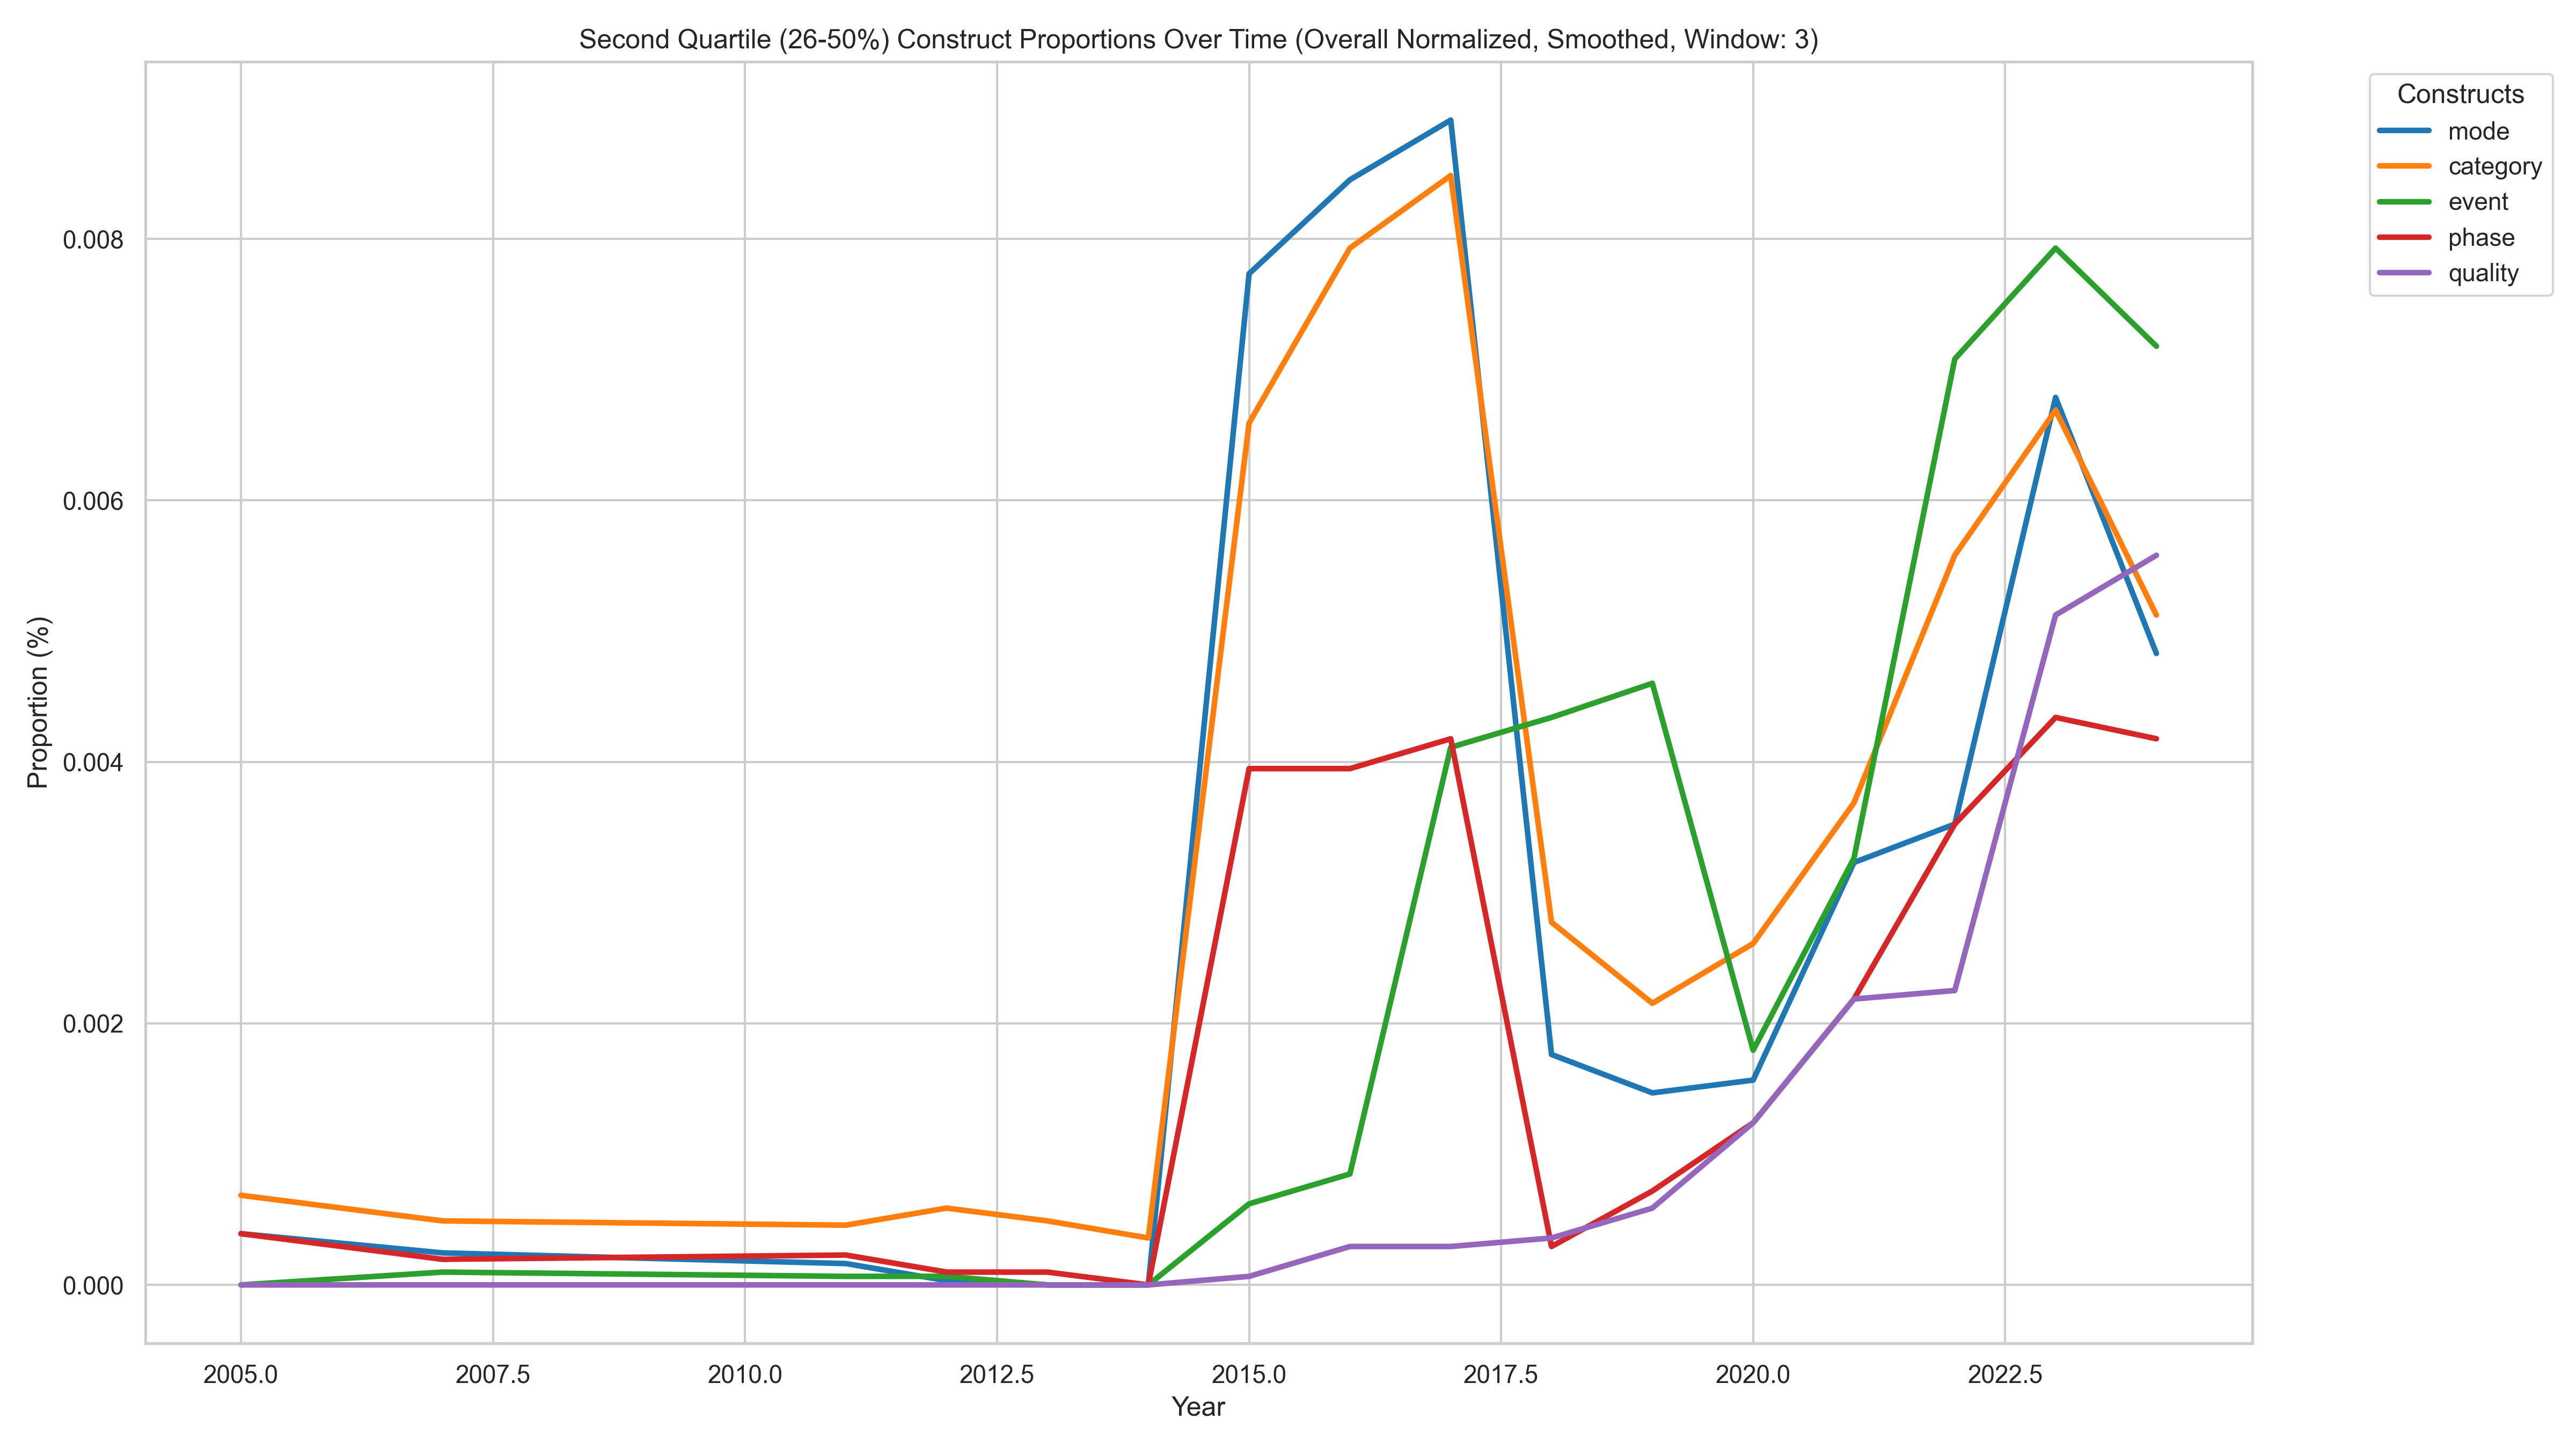 Second Quartile (26-50%) Construct Proportions Over Time (Overall Normalized, Smoothed, Window: 3)
Constructs
mode
category
event
phase
quality
Proportion (%)
0.008
0.006
0.004
0.002
0.000
2005.0 2007.5 2010.0 2012.5 2015.0 2017.5 2020.0 2022.5
Year